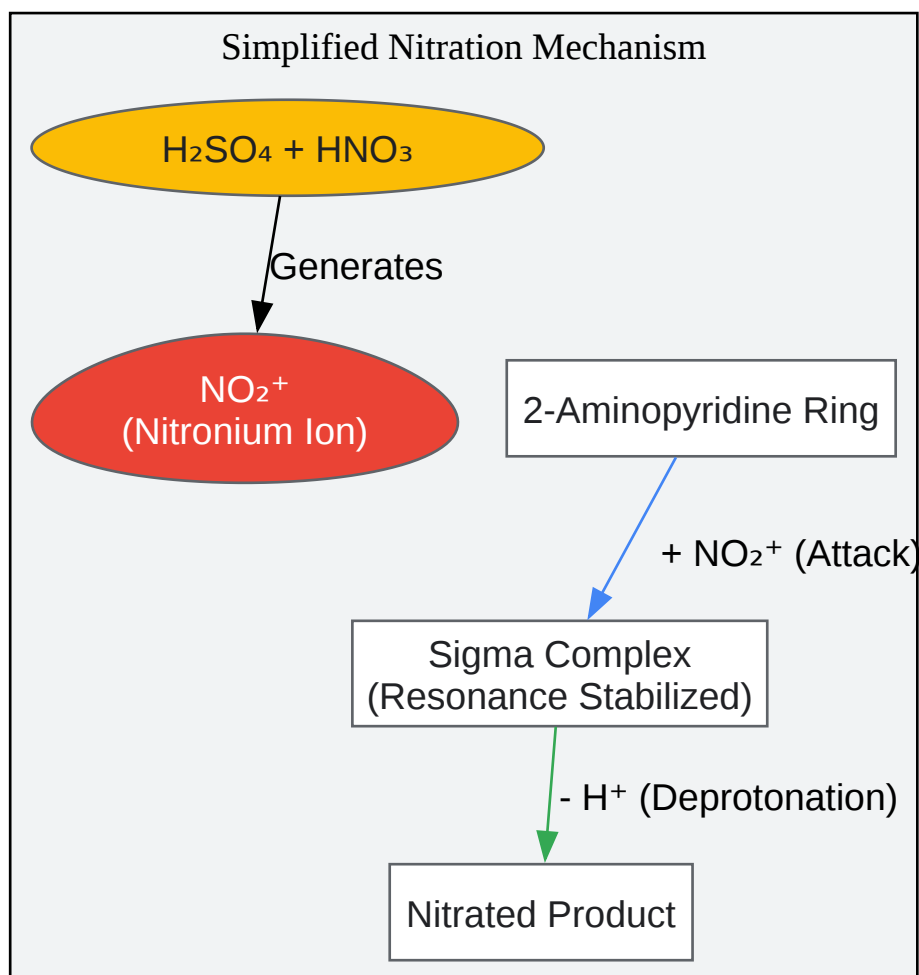 Simplified Nitration Mechanism
H₂SO₄ + HNO₃
Generates
NO₂⁺
(Nitronium Ion)
2-Aminopyridine Ring
+ NO₂⁺ (Attack)
Sigma Complex
(Resonance Stabilized)
- H⁺ (Deprotonation)
Nitrated Product